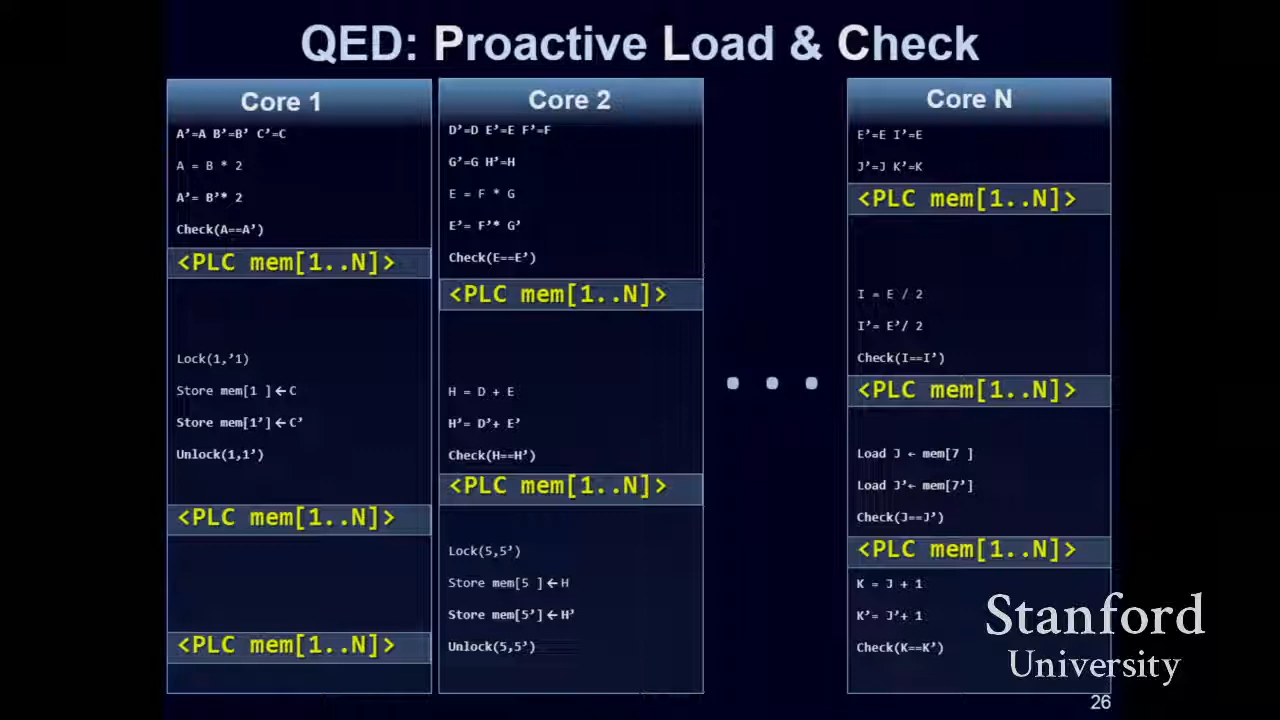 QED: Proactive Load & Check
Core 1
A’=A B’=B’ C’=C
A = B * 2
A’= B’* 2
Check(A==A’)
<PLC mem[1..N]>
Lock(1,’1)
Store mem[1 ]←C
Store mem[1’]←C’
Unlock(1,1’)
<PLC mem[1..N]>
<PLC mem[1..N]>
Core 2
D’=D E’=E F’=F
G’=G H’=H
E = F * G
E’= F’* G’
Check(E==E’)
<PLC mem[1..N]>
H = D + E
H’= D’+ E’
Check(H==H’)
<PLC mem[1..N]>
Lock(5,5’)
Store mem[5 ]←H
Store mem[5’]←H’
Unlock(5,5’)
Core N
E’=E I’=E
J’=J K’=K
<PLC mem[1..N]>
I = E / 2
I’= E’/ 2
Check(I==I’)
<PLC mem[1..N]>
Load J ← mem[7 ]
Load J’← mem[7’]
Check(J==J’)
<PLC mem[1..N]>
K = J + 1
K’= J’+ 1
Check(K==K’)
Stanford
University
26